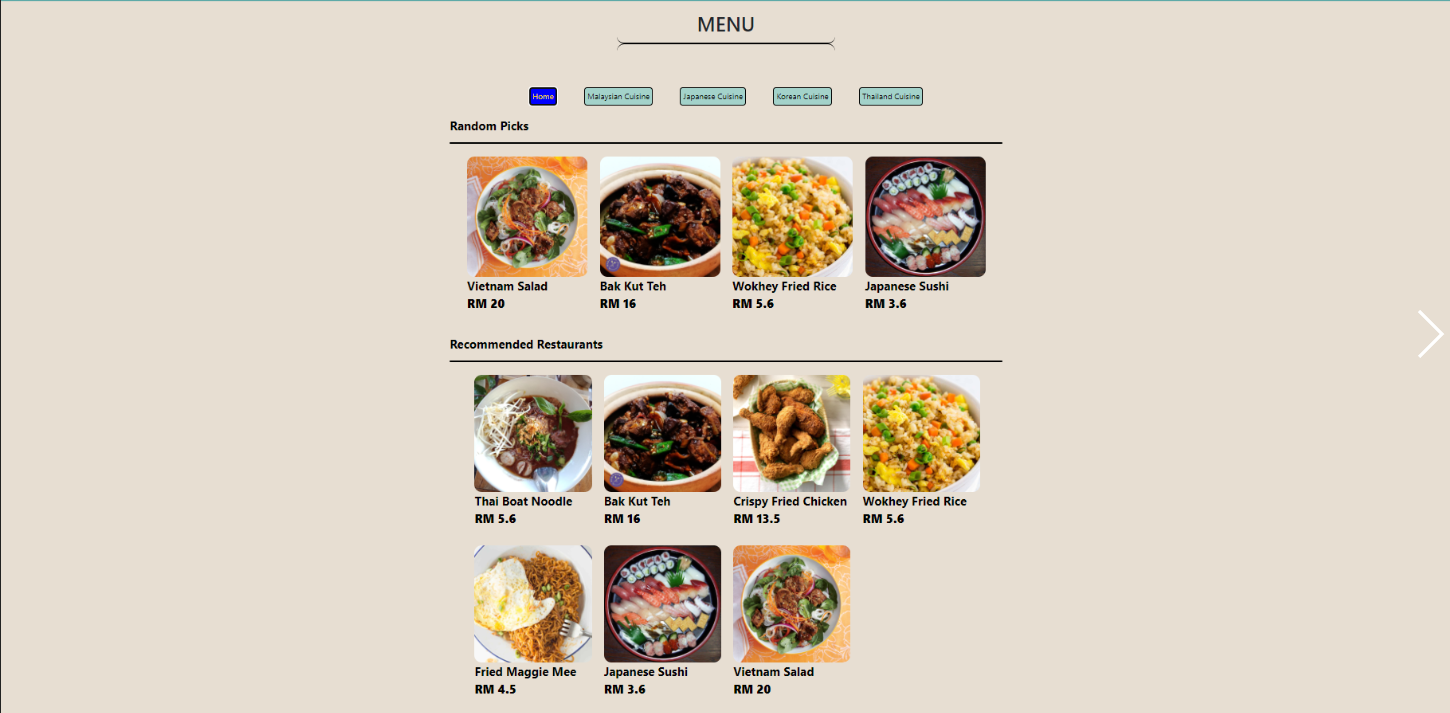 MENU
Home
Malaysian Cuisine
Japanese Cuisine
Korean Cuisine
Thailand Cuisine
Random Picks
Vietnam Salad
RM 20
Bak Kut Teh
RM 16
Wokhey Fried Rice
RM 5.6
Japanese Sushi
RM 3.6
Recommended Restaurants
Thai Boat Noodle
RM 5.6
Bak Kut Teh
RM 16
Crispy Fried Chicken
RM 13.5
Wokhey Fried Rice
RM 5.6
Fried Maggie Mee
RM 4.5
Japanese Sushi
RM 3.6
Vietnam Salad
RM 20